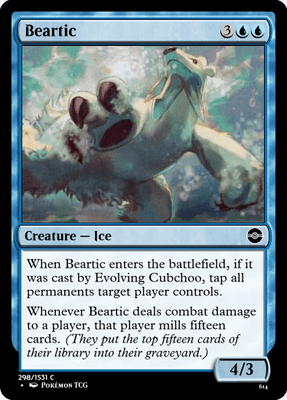 Beartic 3
Creature — Ice
When Beartic enters the battlefield, if it
was cast by Evolving Cubchoo, tap all
permanents target player controls.
Whenever Beartic deals combat damage
to a player, that player mills fifteen
cards. (They put the top fifteen cards of
their library into their graveyard.)
4/3
298/1531 C
• POKÉMON TCG
614